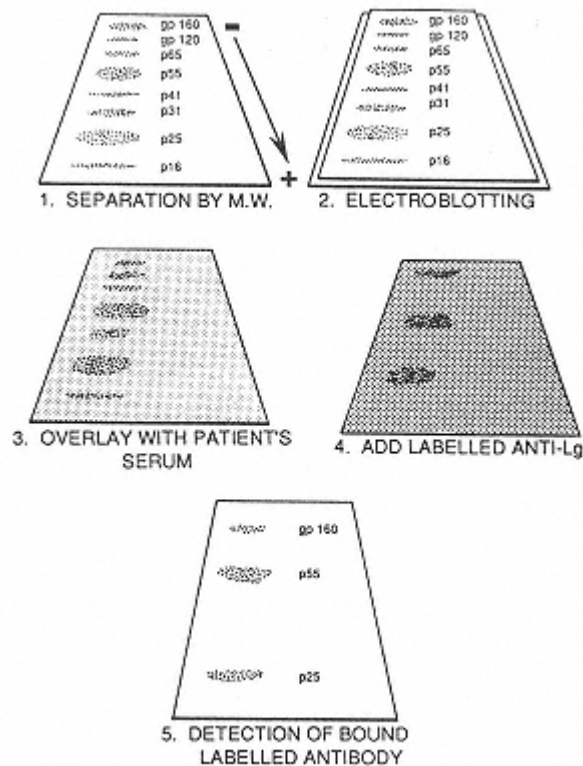 gp 160
gp 120
p65
p55
p41
p31
p25
p16
-
+
1. SEPARATION BY M.W.
gp 160
gp 120
p65
p55
p41
p31
p25
p16
2. ELECTROBLOTTING
3. OVERLAY WITH PATIENT'S
SERUM
4. ADD LABELLED ANTI-Lg
gp 160
p55
p25
5. DETECTION OF BOUND
LABELLED ANTIBODY